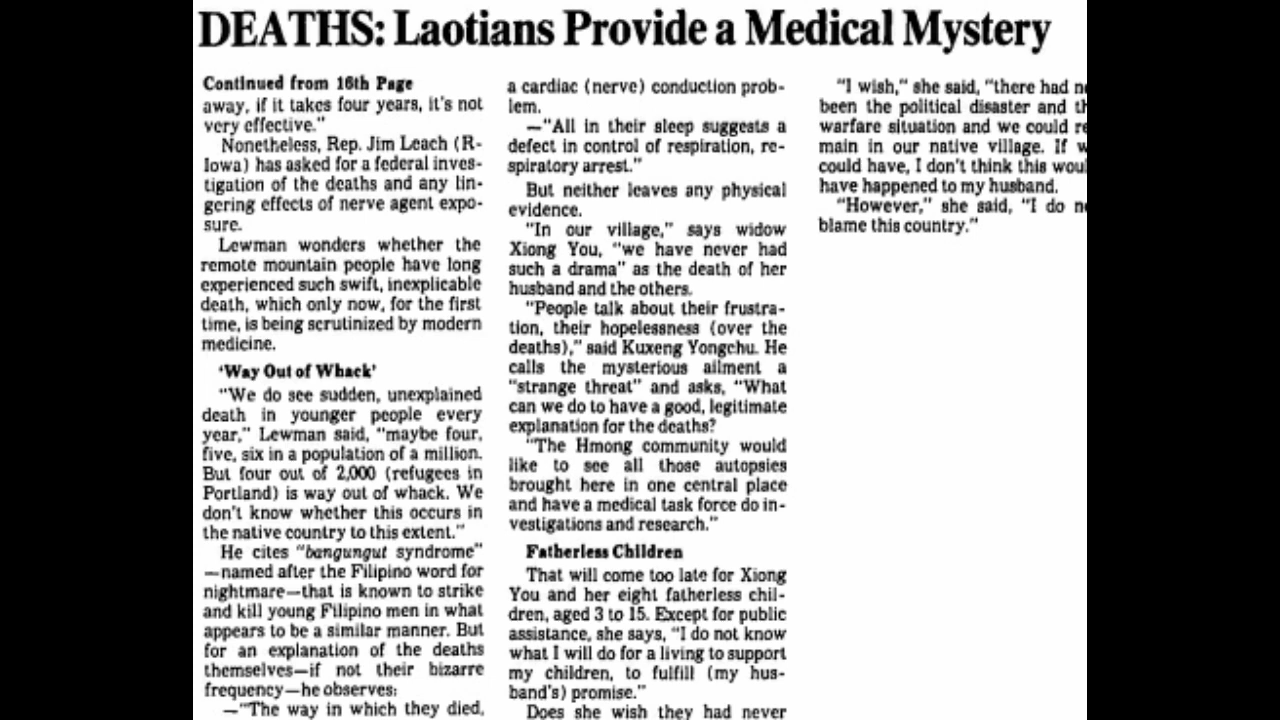 DEATHS: Laotians Provide a Medical Mystery
Continued from 16th Page
away, if it takes four years, it's not
very effective."
Nonetheless, Rep. Jim Leach (R-
Iowa) has asked for a federal inves-
tigation of the deaths and any lin-
gering effects of nerve agent expo-
sure.
Lewman wonders whether the
remote mountain people have long
experienced such swift, inexplicable
death, which only now, for the first
time, is being scrutinized by modern
medicine.
'Way Out of Whack'
"We do see sudden, unexplained
death in younger people every
year," Lewman said, "maybe four,
five, six in a population of a million.
But four out of 2,000 (refugees in
Portland) is way out of whack. We
don't know whether this occurs in
the native country to this extent."
He cites "bangungut syndrome"
—named after the Filipino word for
nightmare—that is known to strike
and kill young Filipino men in what
appears to be a similar manner. But
for an explanation of the deaths
themselves—if not their bizarre
frequency—he observes:
—"The way in which they died,
a cardiac (nerve) conduction prob-
lem.
—"All in their sleep suggests a
defect in control of respiration, re-
spiratory arrest."
But neither leaves any physical
evidence.
"In our village," says widow
Xiong You, "we have never had
such a drama" as the death of her
husband and the others.
"People talk about their frustra-
tion, their hopelessness (over the
deaths)," said Kuxeng Yongchu. He
calls the mysterious ailment a
"strange threat" and asks, "What
can we do to have a good, legitimate
explanation for the deaths?
"The Hmong community would
like to see all those autopsies
brought here in one central place
and have a medical task force do in-
vestigations and research."
Fatherless Children
That will come too late for Xiong
You and her eight fatherless chil-
dren, aged 3 to 15. Except for public
assistance, she says, "I do not know
what I will do for a living to support
my children, to fulfill (my hus-
band's) promise."
Does she wish they had never
"I wish," she said, "there had
been the political disaster and
warfare situation and we could re
main in our native village. If
could have, I don't think this
have happened to my husband.
"However," she said, "I do
blame this country."